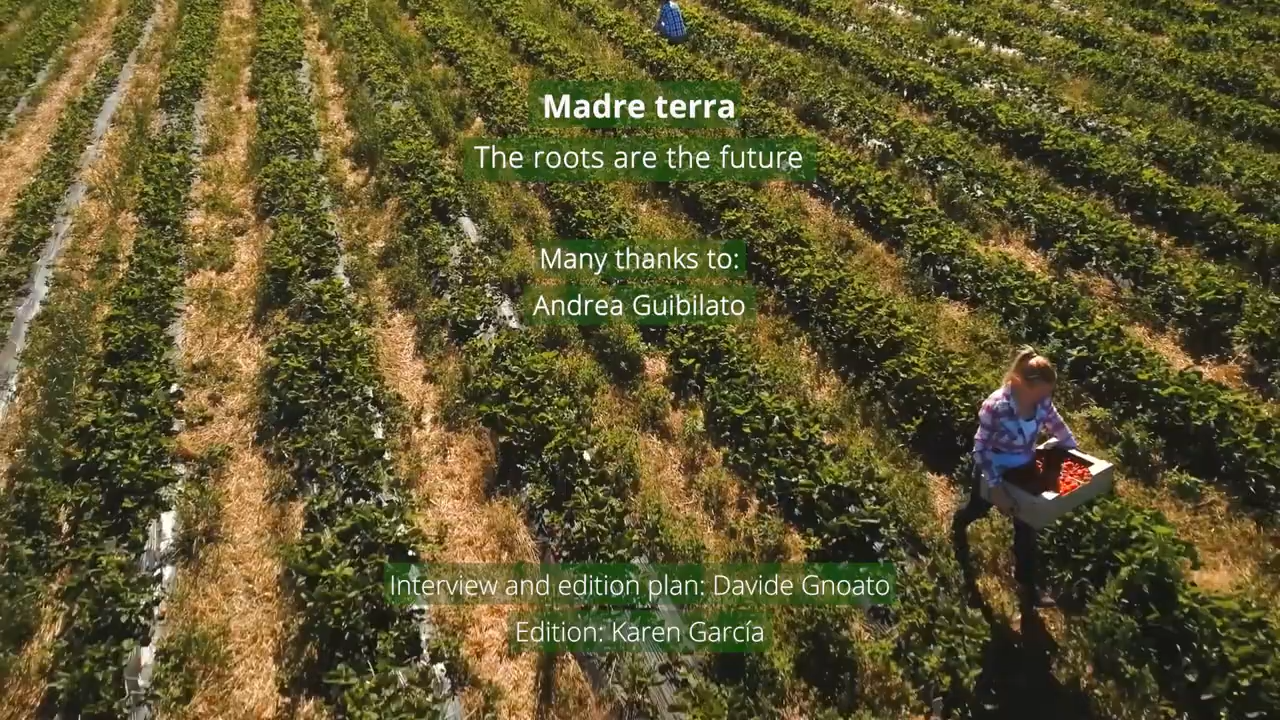 Madre terra
The roots are the future
Many thanks to:
Andrea Guibilato
Interview and edition plan: Davide Gnoato
Edition: Karen García